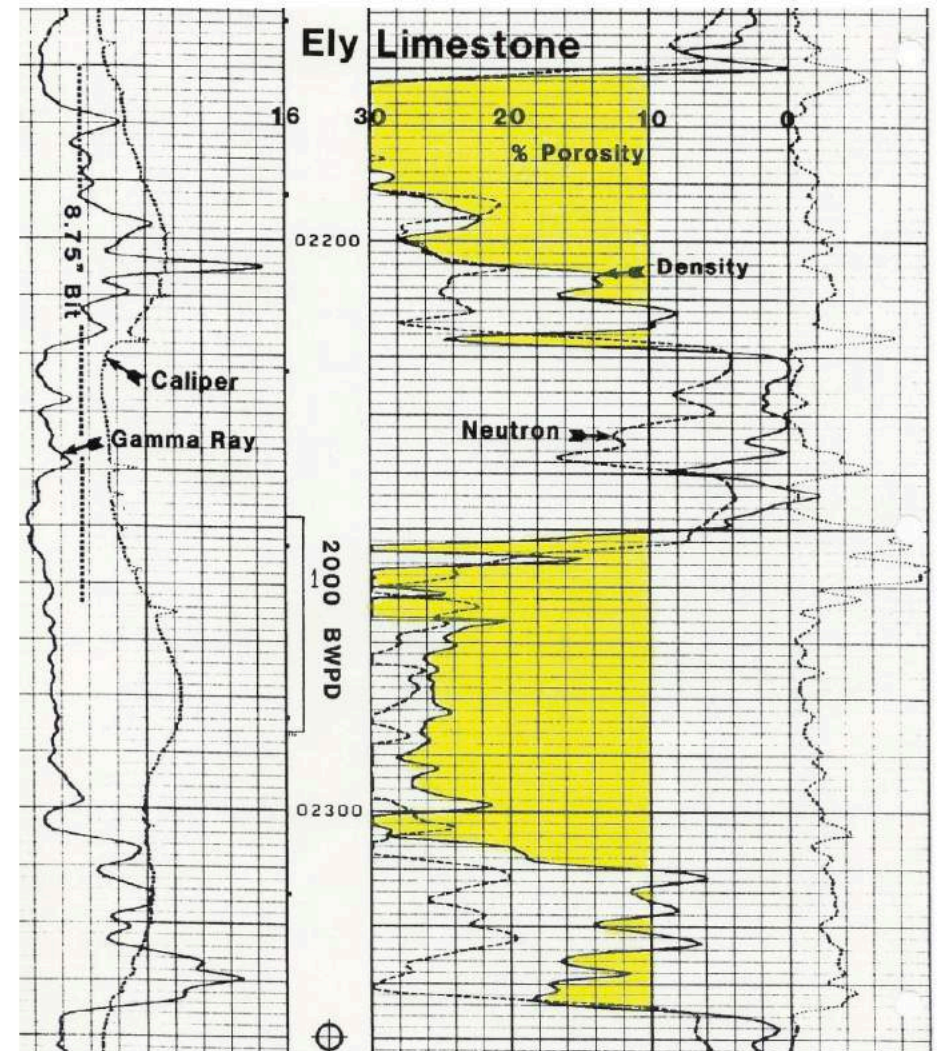 Ely Limestone
16 30 20 10 0
% Porosity
8.75" Bit
02200
Density
Caliper
Neutron
Gamma Ray
2000 BWPD
02300